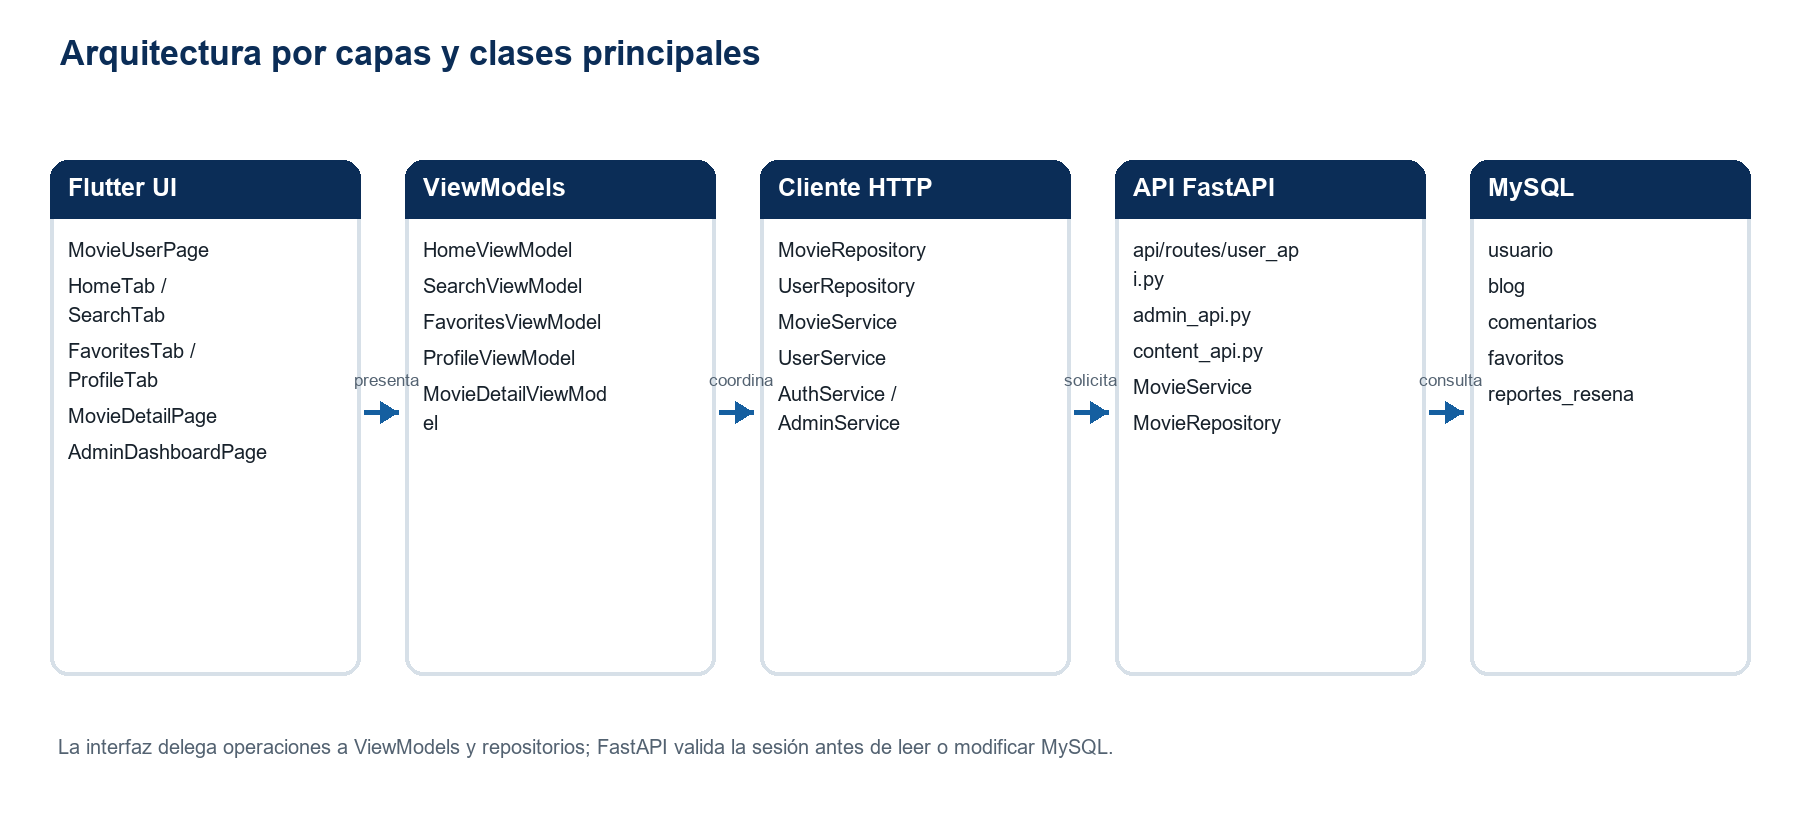 Arquitectura por capas y clases principales
Flutter UI
MovieUserPage
HomeTab /
SearchTab
FavoritesTab /
ProfileTab
MovieDetailPage
AdminDashboardPage
presenta
ViewModels
HomeViewModel
SearchViewModel
FavoritesViewModel
ProfileViewModel
MovieDetailViewMod
el
coordina
Cliente HTTP
MovieRepository
UserRepository
MovieService
UserService
AuthService /
AdminService
solicita
API FastAPI
api/routes/user_ap
i.py
admin_api.py
content_api.py
MovieService
MovieRepository
consulta
MySQL
usuario
blog
comentarios
favoritos
reportes_resena
La interfaz delega operaciones a ViewModels y repositorios; FastAPI valida la sesión antes de leer o modificar MySQL.